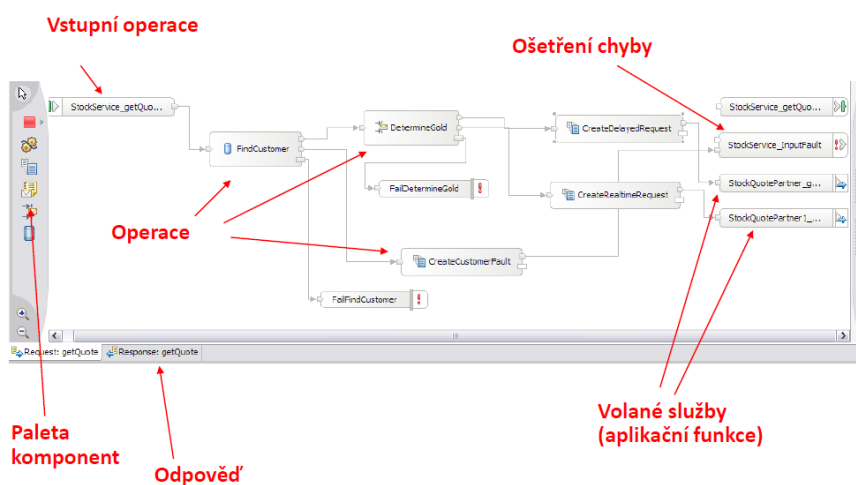 Vstupní operace
Ošetření chyby
StockService_getQuo...
StockService_getQuo...
DetermineGold
CreateDelayedRequest
FindCustomer
StockService_InputFault
FailDetermineGold
StockQuotePartner_g...
CreateRealtimeRequest
StockQuotePartner1_...
Operace
CreateCustomerFault
FailFindCustomer
Request: getQuote
Response: getQuote
Volané služby
(aplikační funkce)
Paleta
komponent
Odpověď